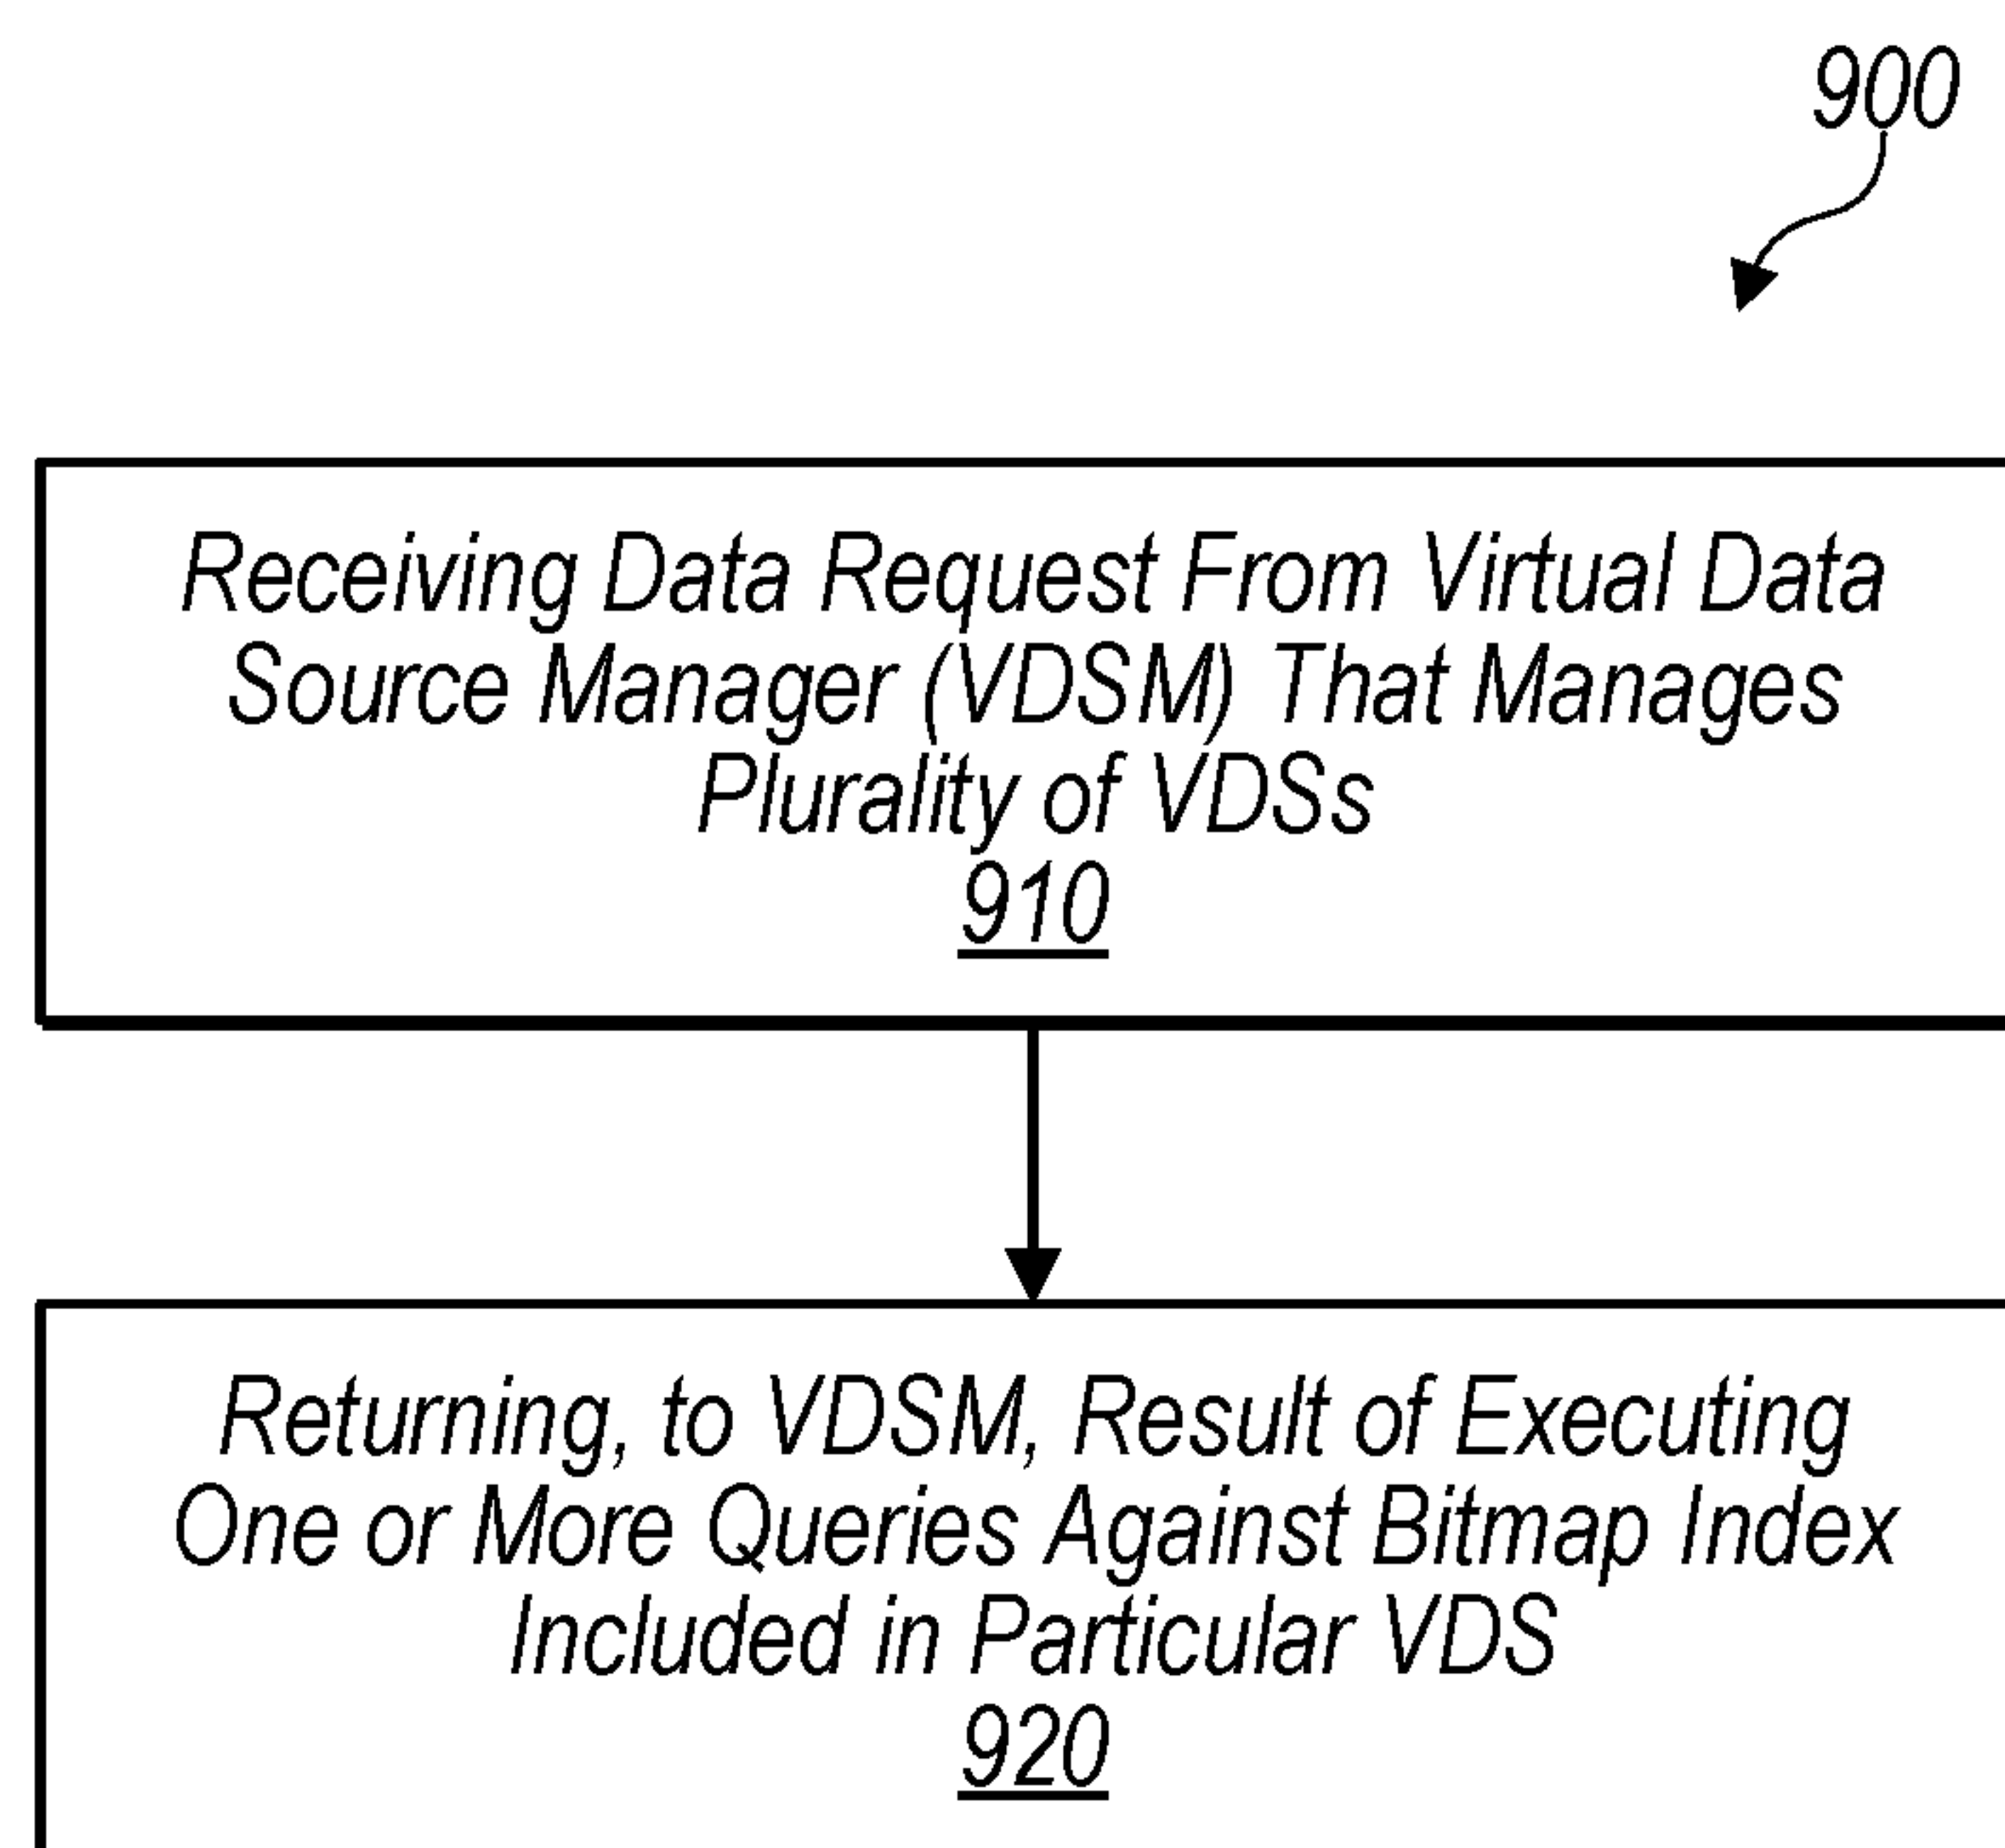 900
Receiving Data Request From Virtual Data
Source Manager (VDSM) That Manages
Plurality of VDSs
910
Returning, to VDSM, Result of Executing
One or More Queries Against Bitmap Index
Included in Particular VDS
920